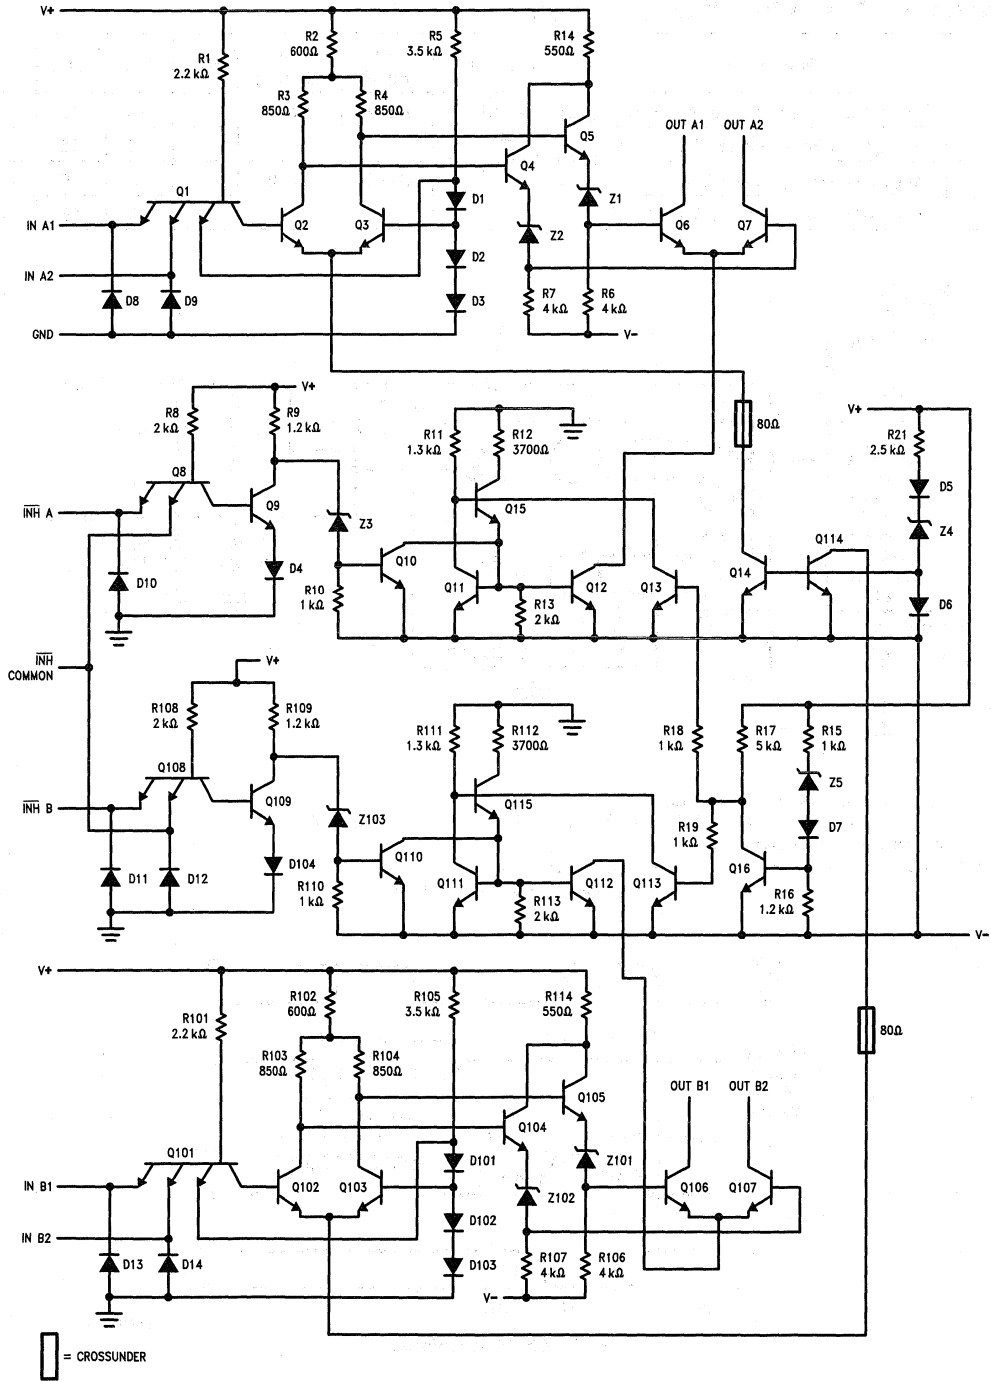 V+
R1
2.2 kΩ
R2
600Ω
R5
3.5 kΩ
R14
550Ω
R3
850Ω
R4
850Ω
Q5
OUT A1
OUT A2
Q4
Q1
D1
Z1
IN A1
Q2
Q3
Z2
Q6
Q7
D2
IN A2
D8
D9
D3
R7
4 kΩ
R6
4 kΩ
GND
V-
V+
R8
2 kΩ
R9
1.2 kΩ
R11
1.3 kΩ
R12
3700Ω
80Ω
V+
R21
2.5 kΩ
Q8
D5
INH A
Q9
Z3
Q15
Z4
Q114
D10
D4
Q10
Q11
Q12
Q13
Q14
R10
1 kΩ
R13
2 kΩ
D6
INH
COMMON
V+
R108
2 kΩ
R109
1.2 kΩ
R111
1.3 kΩ
R112
3700Ω
R18
1 kΩ
R17
5 kΩ
R15
1 kΩ
Q108
Z5
INH B
Q109
Z103
Q115
R19
1 kΩ
D7
D11
D12
D104
Q110
Q111
Q112
Q113
Q16
R110
1 kΩ
R113
2 kΩ
R16
1.2 kΩ
V-
V+
R101
2.2 kΩ
R102
600Ω
R105
3.5 kΩ
R114
550Ω
80Ω
R103
850Ω
R104
850Ω
Q105
OUT B1
OUT B2
Q104
Q101
D101
Z101
IN B1
Q102
Q103
Z102
Q106
Q107
D102
IN B2
D13
D14
D103
R107
4 kΩ
R106
4 kΩ
V-
= CROSSUNDER